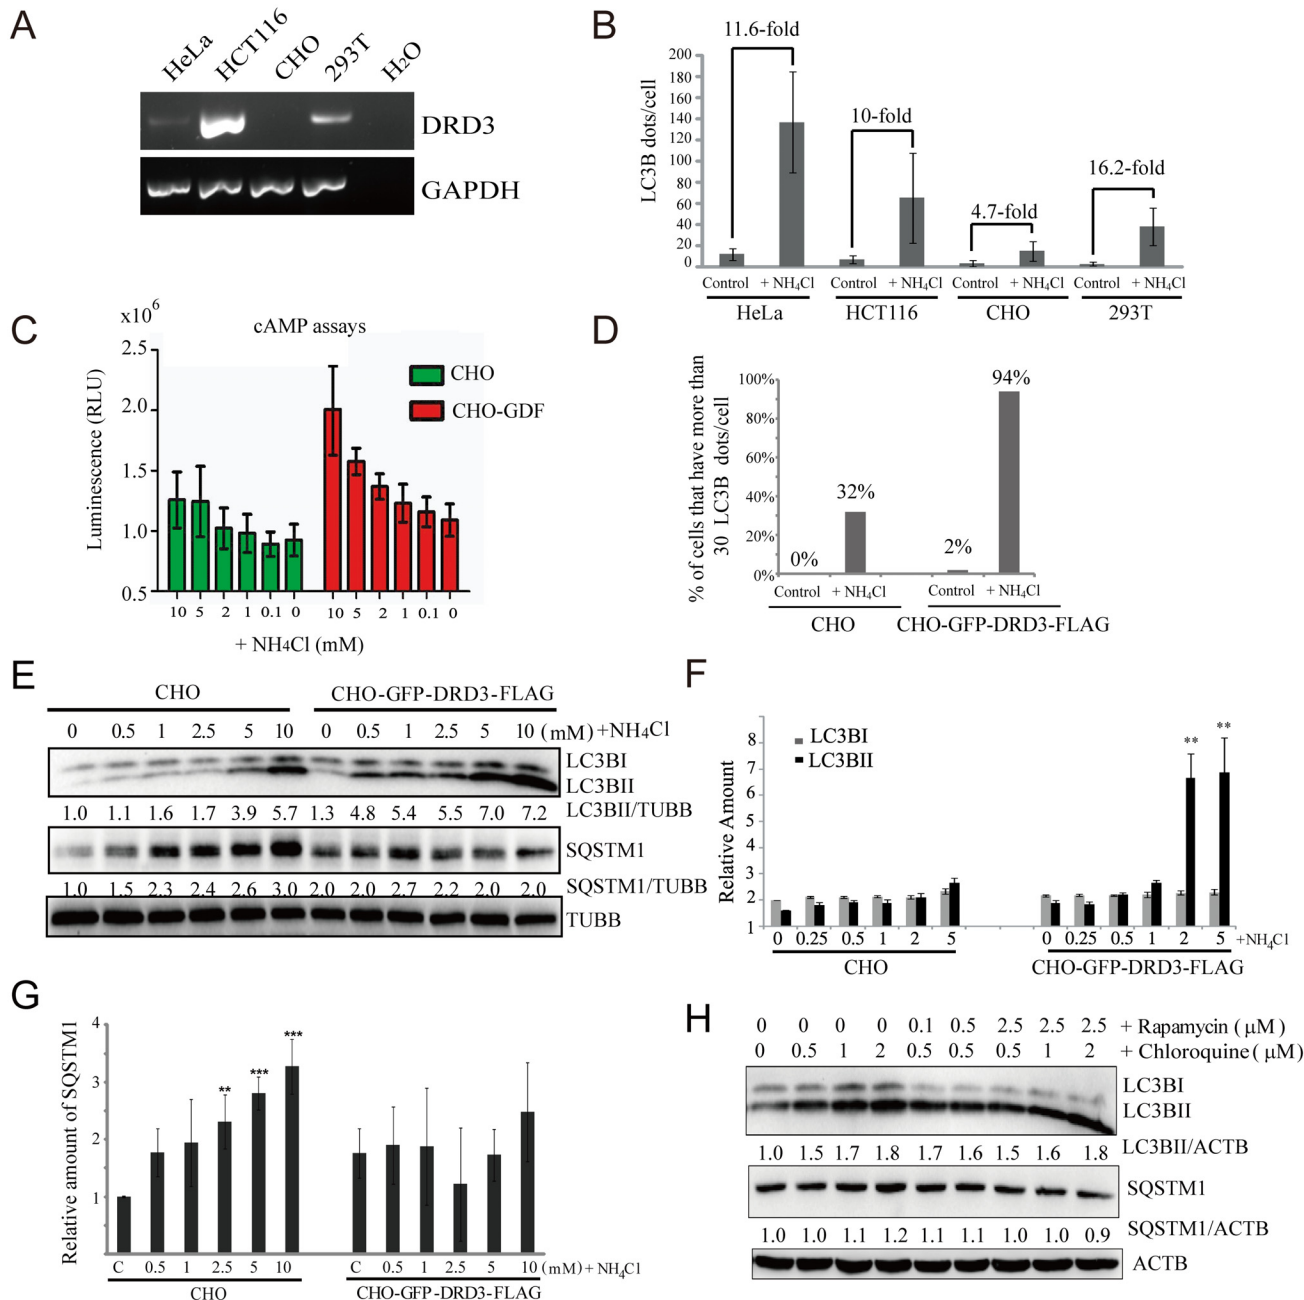 A
HeLa HCT116 CHO 293T H2O
DRD3
GAPDH
B
LC3B dots/cell
200
180
160
140
120
100
80
60
40
20
0
11.6-fold
10-fold
4.7-fold
16.2-fold
Control + NH4Cl Control + NH4Cl Control + NH4Cl Control + NH4Cl
HeLa HCT116 CHO 293T
C
x10^6
cAMP assays
Luminescence (RLU)
2.5
2.0
1.5
1.0
0.5
CHO
CHO-GDF
10 5 2 1 0.1 0 10 5 2 1 0.1 0
+ NH4Cl (mM)
D
% of cells that have more than
30 LC3B dots/cell
100%
80%
60%
40%
20%
0%
0% 32% 2% 94%
Control + NH4Cl Control + NH4Cl
CHO CHO-GFP-DRD3-FLAG
E
CHO CHO-GFP-DRD3-FLAG
0 0.5 1 2.5 5 10 0 0.5 1 2.5 5 10 (mM) +NH4Cl
LC3BI
LC3BII
1.0 1.1 1.6 1.7 3.9 5.7 1.3 4.8 5.4 5.5 7.0 7.2 LC3BII/TUBB
SQSTM1
1.0 1.5 2.3 2.4 2.6 3.0 2.0 2.0 2.7 2.2 2.0 2.0 SQSTM1/TUBB
TUBB
F
Relative Amount
8
7
6
5
4
3
2
1
LC3BI
LC3BII
** **
0 0.25 0.5 1 2 5 0 0.25 0.5 1 2 5 +NH4Cl
CHO CHO-GFP-DRD3-FLAG
G
Relative amount of SQSTM1
4
3
2
1
** *** ***
C 0.5 1 2.5 5 10 C 0.5 1 2.5 5 10 (mM) + NH4Cl
CHO CHO-GFP-DRD3-FLAG
H
0 0 0 0 0.1 0.5 2.5 2.5 2.5 + Rapamycin (μM)
0 0.5 1 2 0.5 0.5 0.5 1 2 + Chloroquine (μM)
LC3BI
LC3BII
1.0 1.5 1.7 1.8 1.7 1.6 1.5 1.6 1.8 LC3BII/ACTB
SQSTM1
1.0 1.0 1.1 1.2 1.1 1.1 1.0 1.0 0.9 SQSTM1/ACTB
ACTB